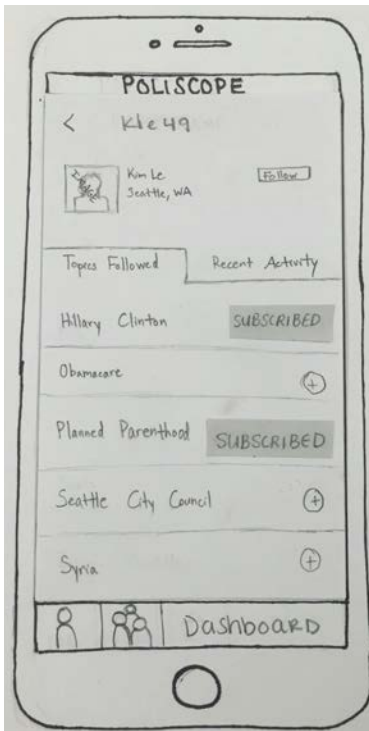 POLISCOPE
< Kle49
Kim Le
Seattle, WA
Follow
Topics Followed
Recent Activity
Hillary Clinton SUBSCRIBED
Obamacare +
Planned Parenthood SUBSCRIBED
Seattle City Council +
Syria +
DashboaRD